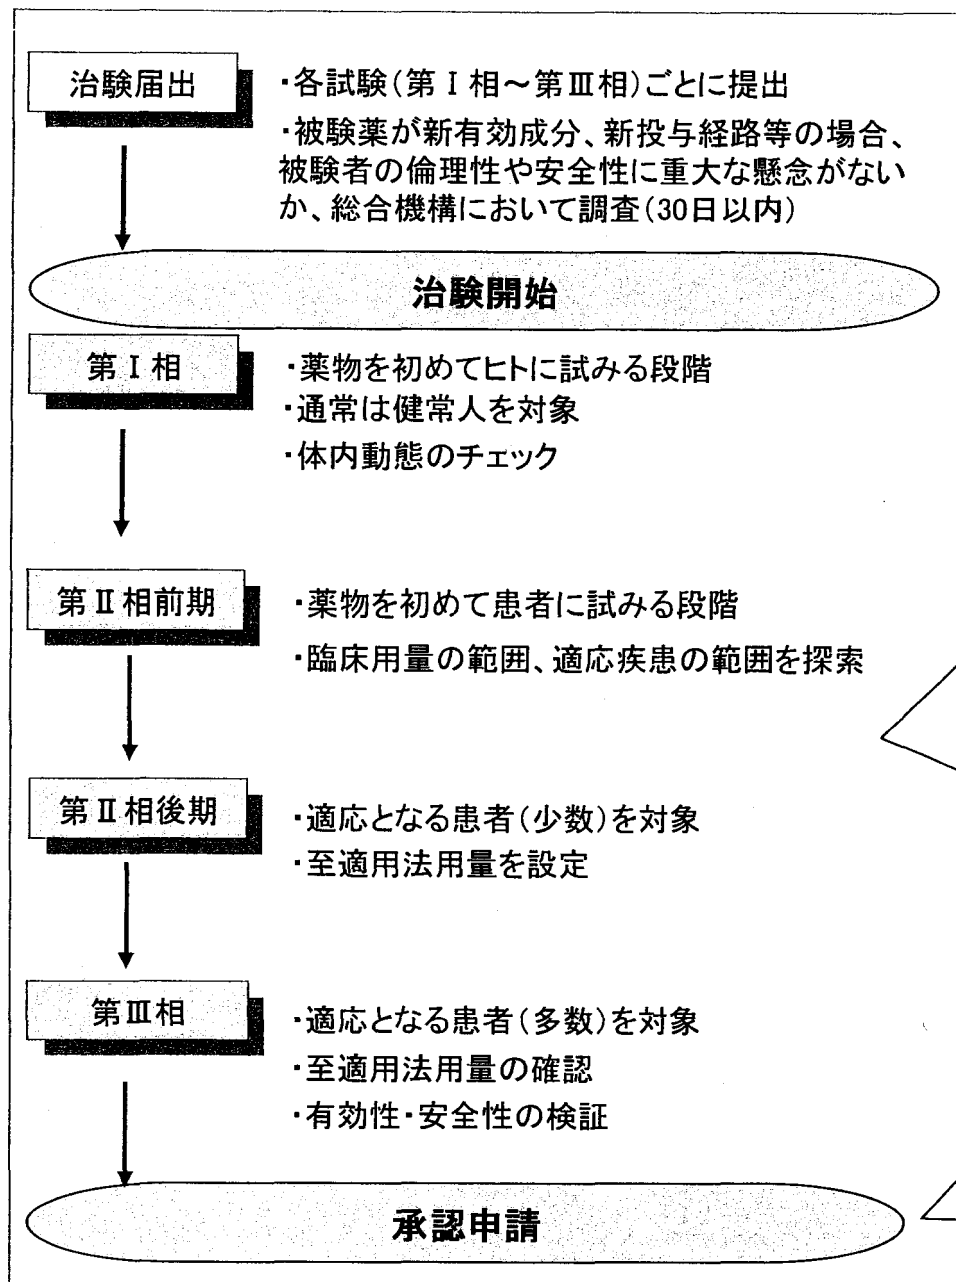 治験届出
・各試験(第Ⅰ相～第Ⅲ相)ごとに提出
・被験薬が新有効成分、新投与経路等の場合、
被験者の倫理性や安全性に重大な懸念がない
か、総合機構において調査(30日以内)
治験開始
第Ⅰ相
・薬物を初めてヒトに試みる段階
・通常は健常人を対象
・体内動態のチェック
第Ⅱ相前期
・薬物を初めて患者に試みる段階
・臨床用量の範囲、適応疾患の範囲を探索
第Ⅱ相後期
・適応となる患者(少数)を対象
・至適用法用量を設定
第Ⅲ相
・適応となる患者(多数)を対象
・至適用法用量の確認
・有効性・安全性の検証
承認申請